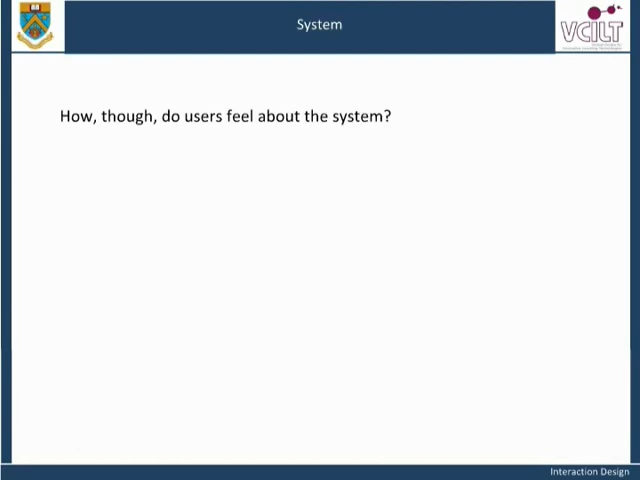 System
VCILT
How, though, do users feel about the system?
Interaction Design